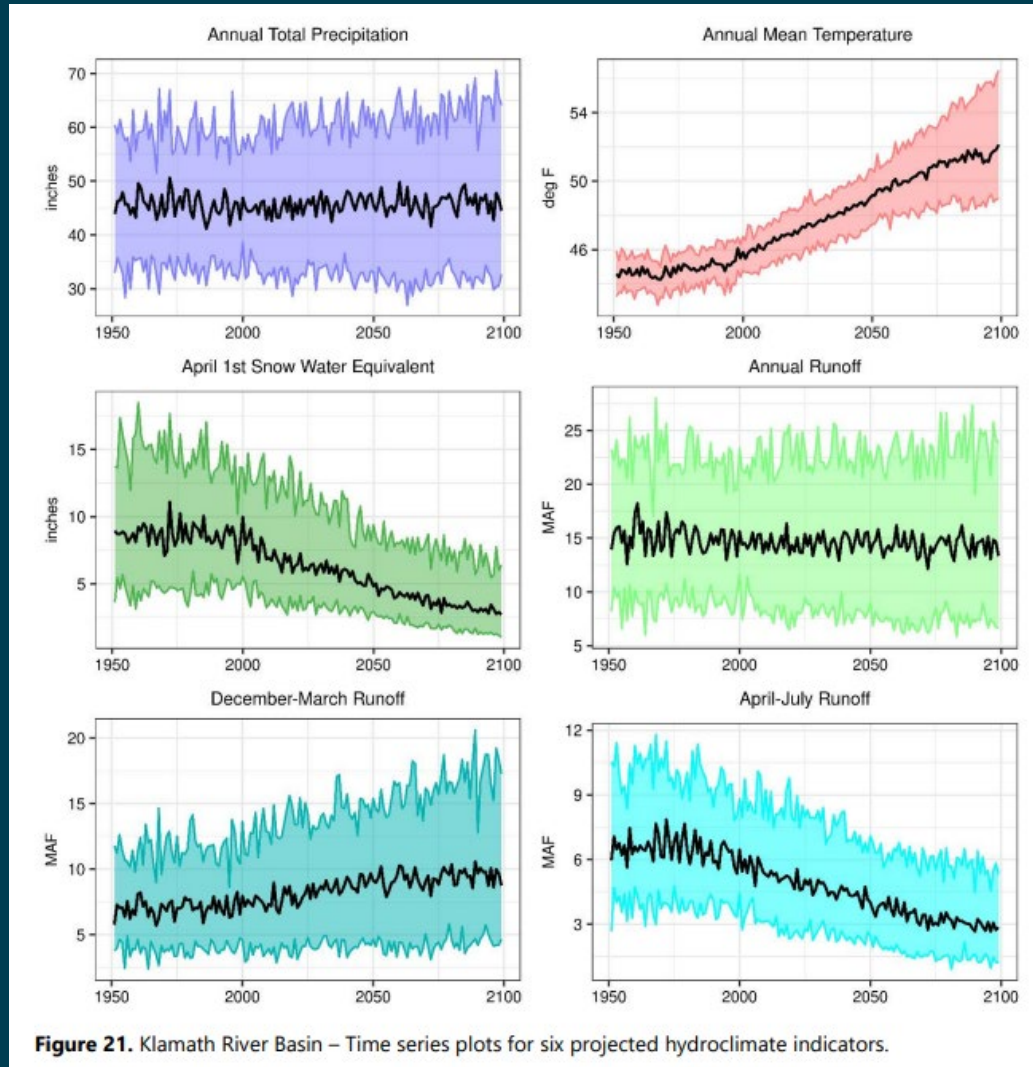 Annual Total Precipitation
70
60
50
40
30
inches
1950 2000 2050 2100
Annual Mean Temperature
54
50
46
deg F
1950 2000 2050 2100
April 1st Snow Water Equivalent
15
10
5
inches
1950 2000 2050 2100
Annual Runoff
25
20
15
10
5
MAF
1950 2000 2050 2100
December-March Runoff
20
15
10
5
MAF
1950 2000 2050 2100
April-July Runoff
12
9
6
3
MAF
1950 2000 2050 2100
Figure 21. Klamath River Basin – Time series plots for six projected hydroclimate indicators.